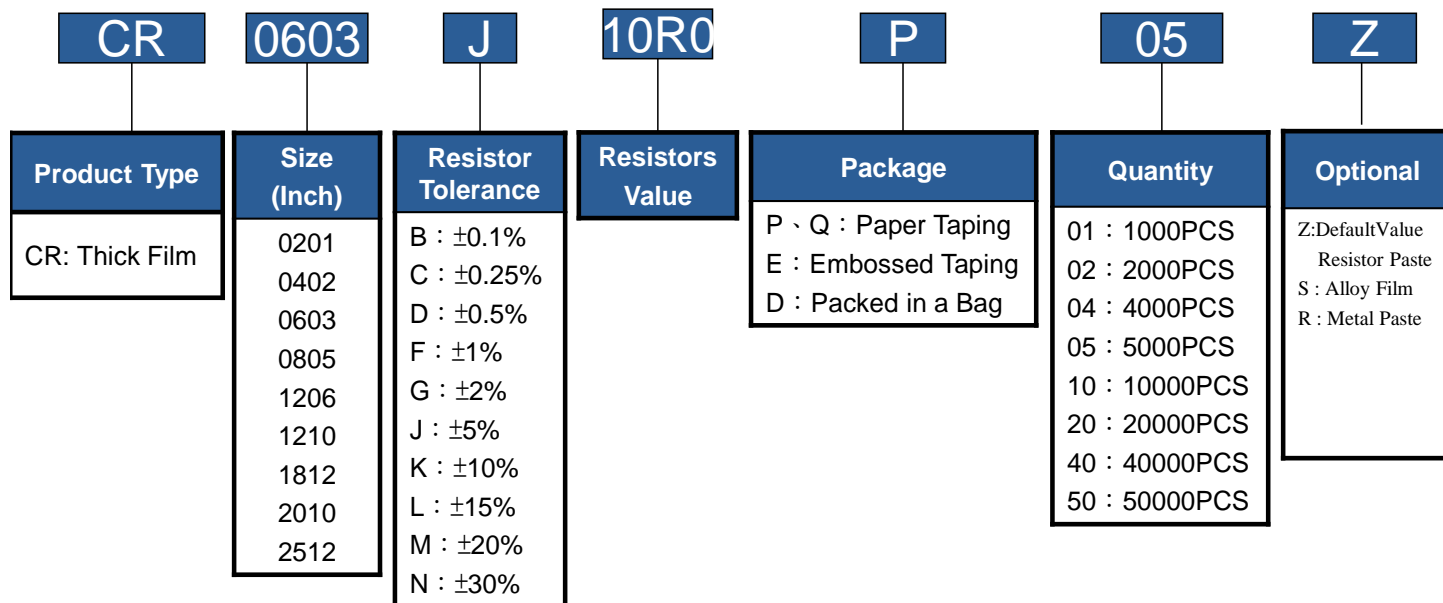 CR 0603 J 10R0 P 05 Z
Product Type
CR: Thick Film
Size
(Inch)
0201
0402
0603
0805
1206
1210
1812
2010
2512
Resistor
Tolerance
B：±0.1%
C：±0.25%
D：±0.5%
F：±1%
G：±2%
J：±5%
K：±10%
L：±15%
M：±20%
N：±30%
Resistors
Value
Package
P、Q：Paper Taping
E：Embossed Taping
D：Packed in a Bag
Quantity
01：1000PCS
02：2000PCS
04：4000PCS
05：5000PCS
10：10000PCS
20：20000PCS
40：40000PCS
50：50000PCS
Optional
Z:DefaultValue
Resistor Paste
S : Alloy Film
R : Metal Paste